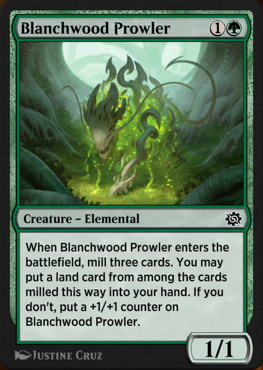 Blanchwood Prowler 1
Creature – Elemental
When Blanchwood Prowler enters the
battlefield, mill three cards. You may
put a land card from among the cards
milled this way into your hand. If you
don't, put a +1/+1 counter on
Blanchwood Prowler.
1/1
Justine Cruz